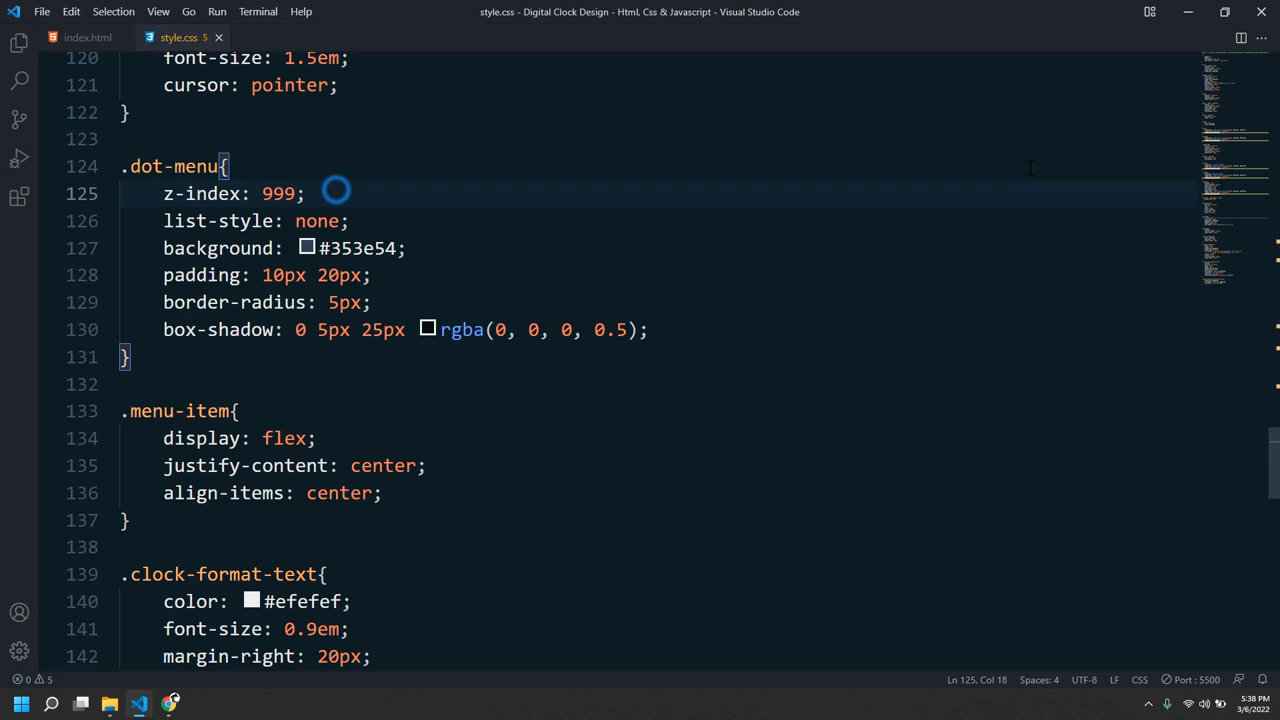 File Edit Selection View Go Run Terminal Help
style.css - Digital Clock Design - Html, Css & Javascript - Visual Studio Code
index.html
style.css 5
120 font-size: 1.5em;
121 cursor: pointer;
122 }
123
124 .dot-menu{
125 z-index: 999;
126 list-style: none;
127 background: #353e54;
128 padding: 10px 20px;
129 border-radius: 5px;
130 box-shadow: 0 5px 25px rgba(0, 0, 0, 0.5);
131 }
132
133 .menu-item{
134 display: flex;
135 justify-content: center;
136 align-items: center;
137 }
138
139 .clock-format-text{
140 color: #efefef;
141 font-size: 0.9em;
142 margin-right: 20px;
0 5 Ln 125, Col 18 Spaces: 4 UTF-8 LF CSS Port : 5500
5:38 PM
3/6/2022